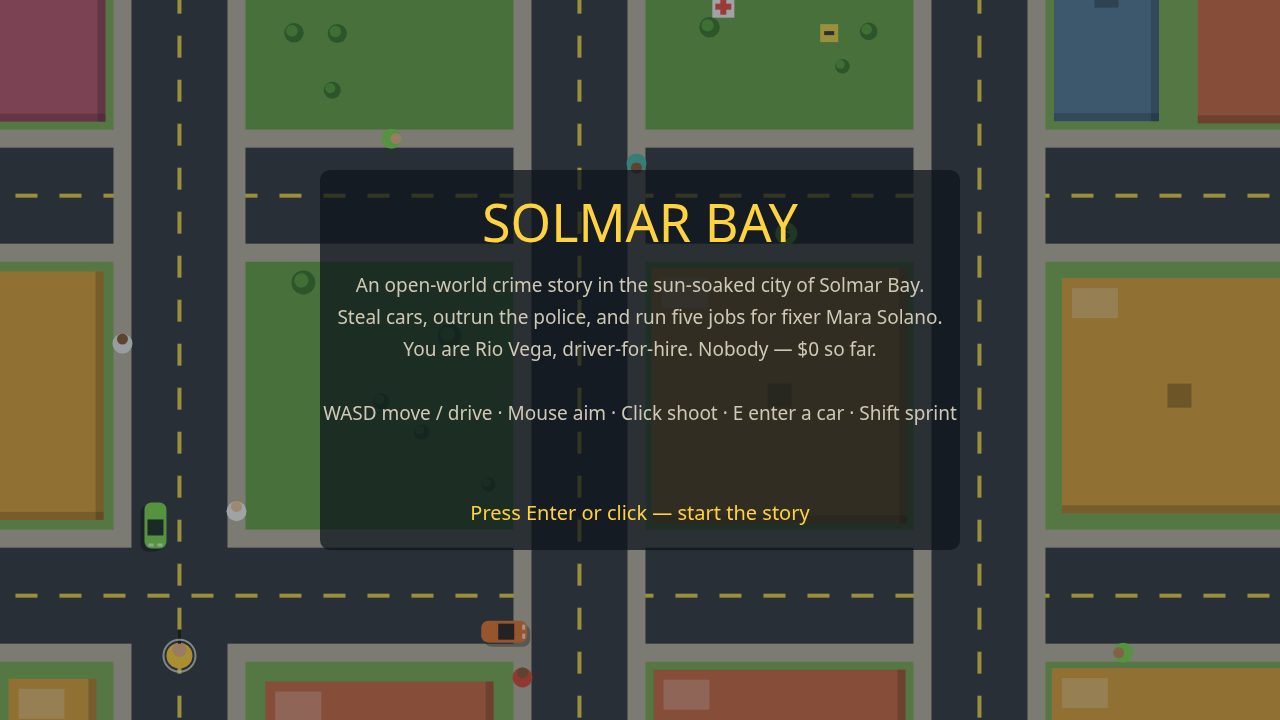 SOLMAR BAY
An open-world crime story in the sun-soaked city of Solmar Bay.
Steal cars, outrun the police, and run five jobs for fixer Mara Solano.
You are Rio Vega, driver-for-hire. Nobody — $0 so far.
WASD move / drive · Mouse aim · Click shoot · E enter a car · Shift sprint
Press Enter or click — start the story